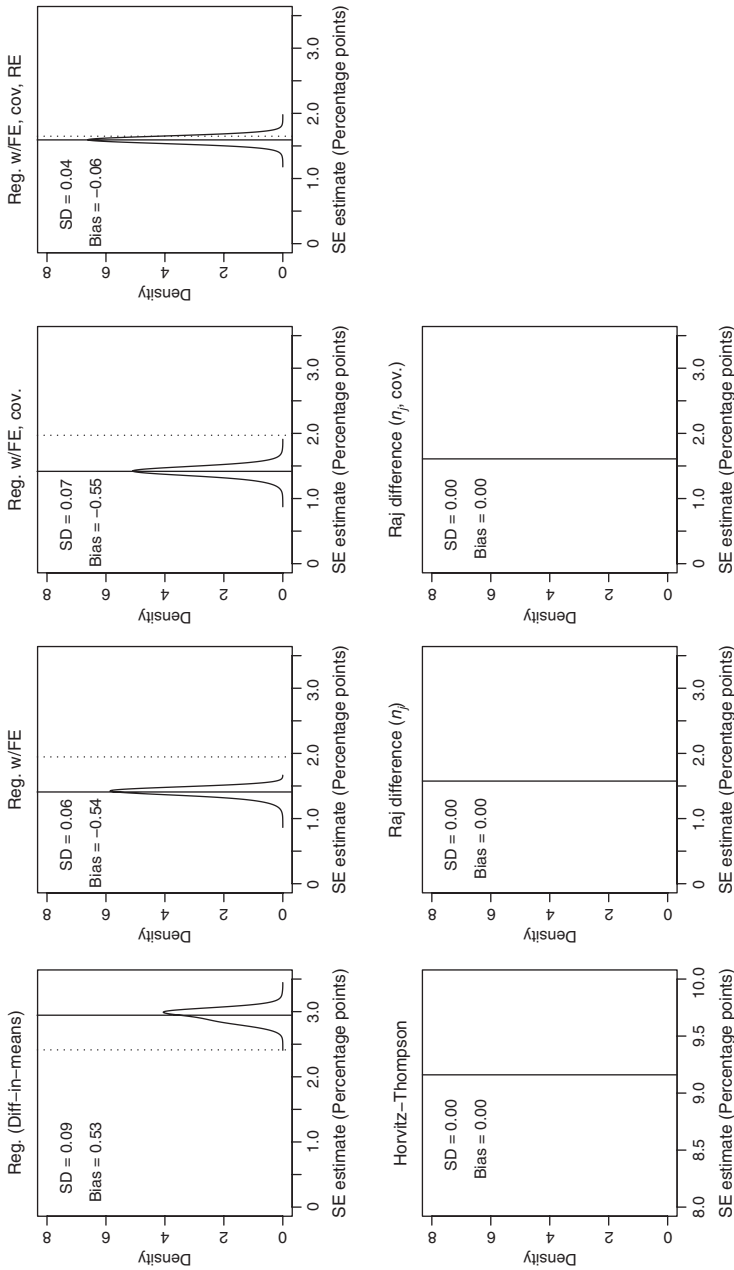 Reg. (Diff−in−means)
SD = 0.09
Bias = 0.53
Density
8
6
4
2
0
0 1.0 2.0 3.0
SE estimate (Percentage points)
Reg. w/FE
SD = 0.06
Bias = −0.54
Density
8
6
4
2
0
0 1.0 2.0 3.0
SE estimate (Percentage points)
Reg. w/FE, cov.
SD = 0.07
Bias = −0.55
Density
8
6
4
2
0
0 1.0 2.0 3.0
SE estimate (Percentage points)
Reg. w/FE, cov, RE
SD = 0.04
Bias = −0.06
Density
8
6
4
2
0
0 1.0 2.0 3.0
SE estimate (Percentage points)
Horvitz−Thompson
SD = 0.00
Bias = 0.00
Density
8
6
4
2
0
8.0 8.5 9.0 9.5 10.0
SE estimate (Percentage points)
Raj difference (nj)
SD = 0.00
Bias = 0.00
Density
8
6
4
2
0
0 1.0 2.0 3.0
SE estimate (Percentage points)
Raj difference (nj, cov.)
SD = 0.00
Bias = 0.00
Density
8
6
4
2
0
0 1.0 2.0 3.0
SE estimate (Percentage points)